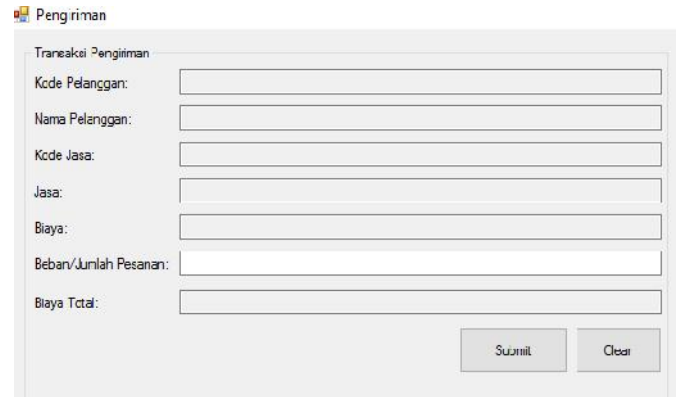 Pengiriman
Transaksi Pengiriman
Kode Pelanggan:
Nama Pelanggan:
Kode Jasa:
Jasa:
Biaya:
Beban/Jumlah Pesanan:
Biaya Total:
Submit Clear